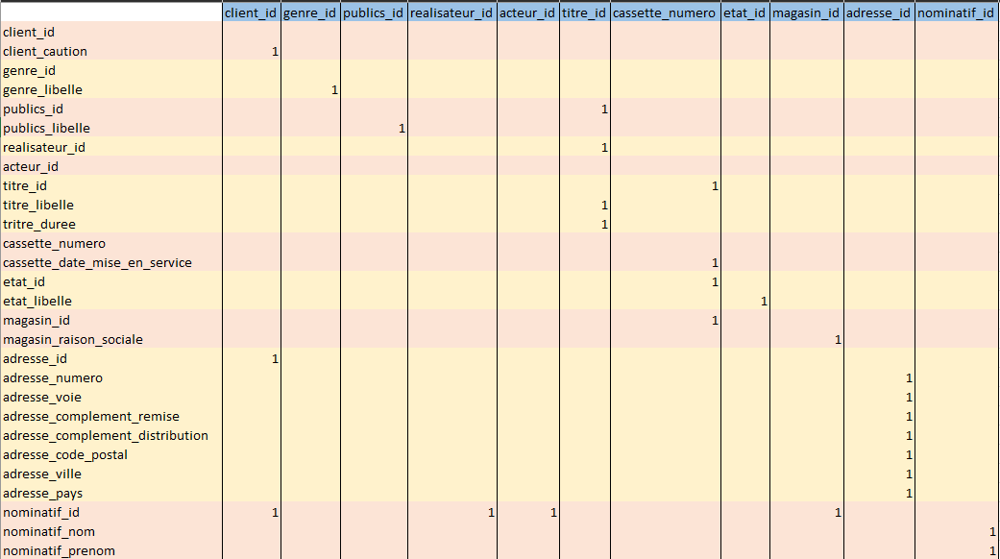 client_id genre_id publics_id realisateur_id acteur_id titre_id cassette_numero etat_id magasin_id adresse_id nominatif_id
client_id
client_caution 1
genre_id
genre_libelle 1
publics_id 1
publics_libelle 1
realisateur_id 1
acteur_id
titre_id 1
titre_libelle 1
tritre_duree 1
cassette_numero
cassette_date_mise_en_service 1
etat_id 1
etat_libelle 1
magasin_id 1
magasin_raison_sociale 1
adresse_id 1
adresse_numero 1
adresse_voie 1
adresse_complement_remise 1
adresse_complement_distribution 1
adresse_code_postal 1
adresse_ville 1
adresse_pays 1
nominatif_id 1 1 1 1
nominatif_nom 1
nominatif_prenom 1